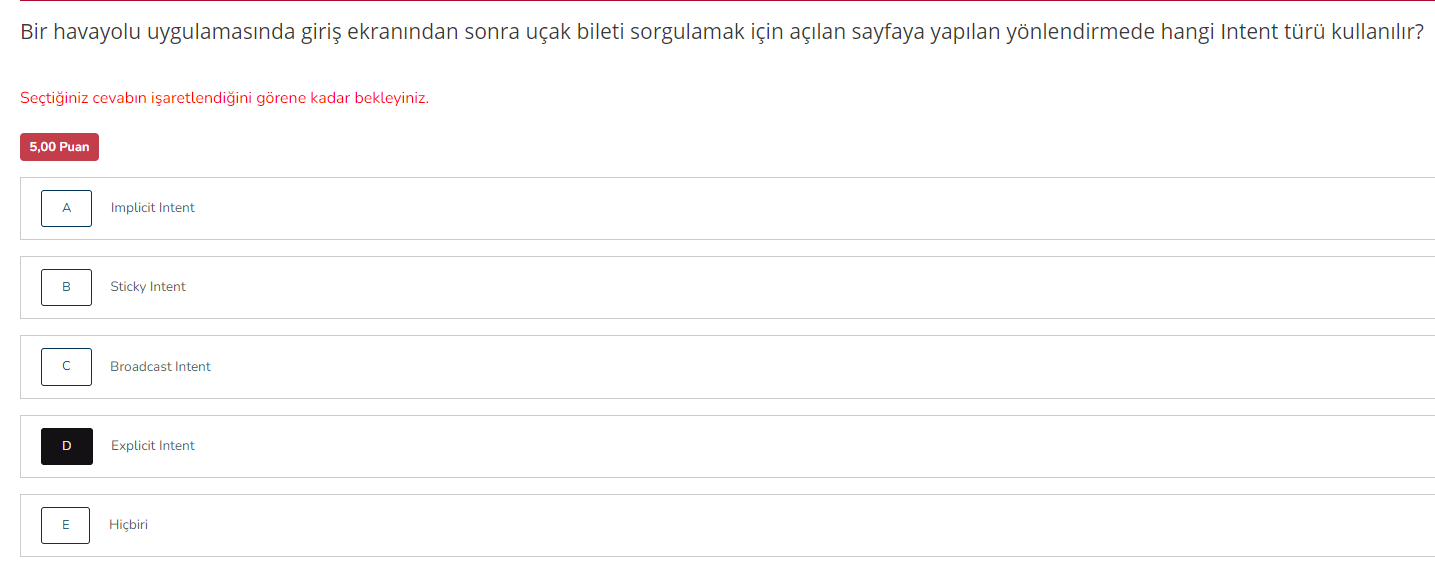 Bir havayolu uygulamasında giriş ekranından sonra uçak bileti sorgulamak için açılan sayfaya yapılan yönlendirmede hangi Intent türü kullanılır?
Seçtiğiniz cevabın işaretlendiğini görene kadar bekleyiniz.
5,00 Puan
A Implicit Intent
B Sticky Intent
C Broadcast Intent
D Explicit Intent
E Hiçbiri